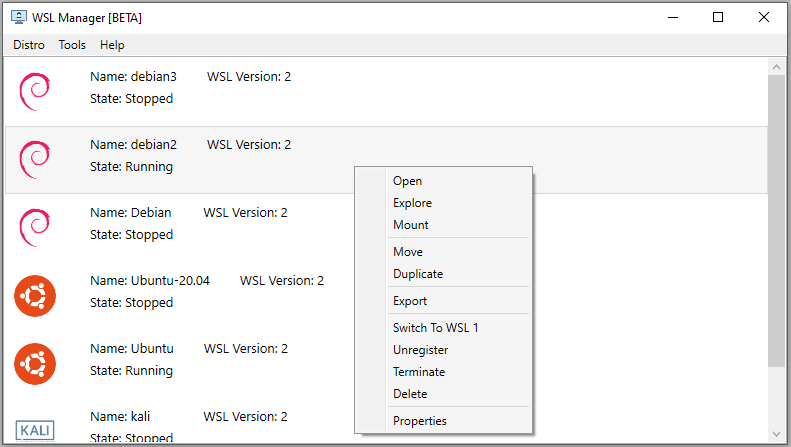 WSL Manager [BETA]
Distro Tools Help
Name: debian3 WSL Version: 2
State: Stopped
Name: debian2 WSL Version: 2
State: Running
Name: Debian WSL Version: 2
State: Stopped
Name: Ubuntu-20.04 WSL Version: 2
State: Stopped
Name: Ubuntu WSL Version: 2
State: Running
KALI
Name: kali WSL Version: 2
State: Stopped
Open
Explore
Mount
Move
Duplicate
Export
Switch To WSL 1
Unregister
Terminate
Delete
Properties